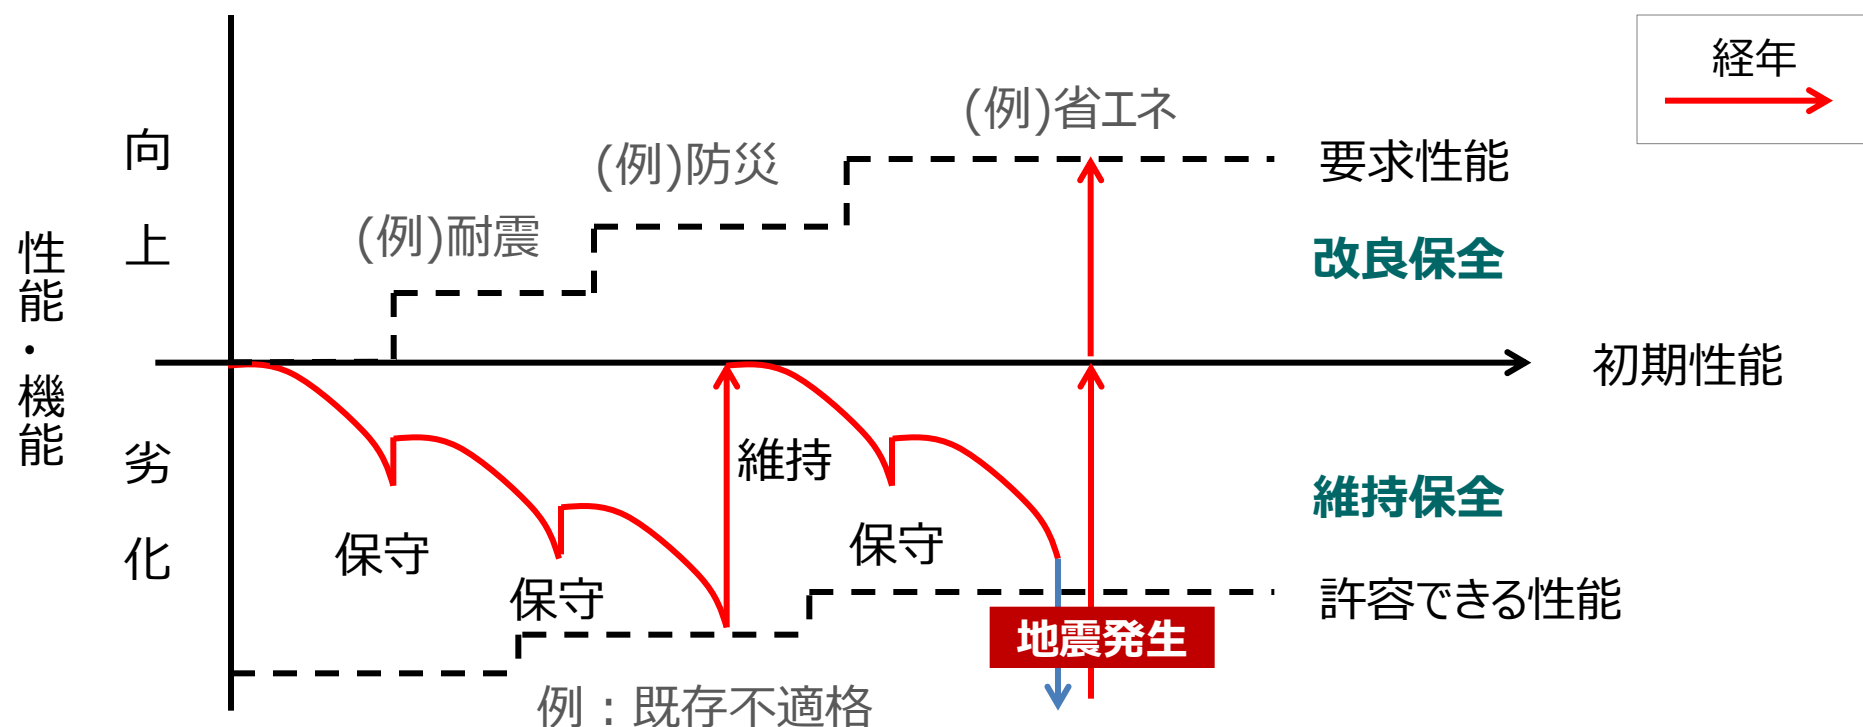 経年
(例)省エネ
(例)防災
(例)耐震
要求性能
向上
改良保全
性能・機能
初期性能
劣化
維持
維持保全
保守
保守
保守
許容できる性能
地震発生
例：既存不適格